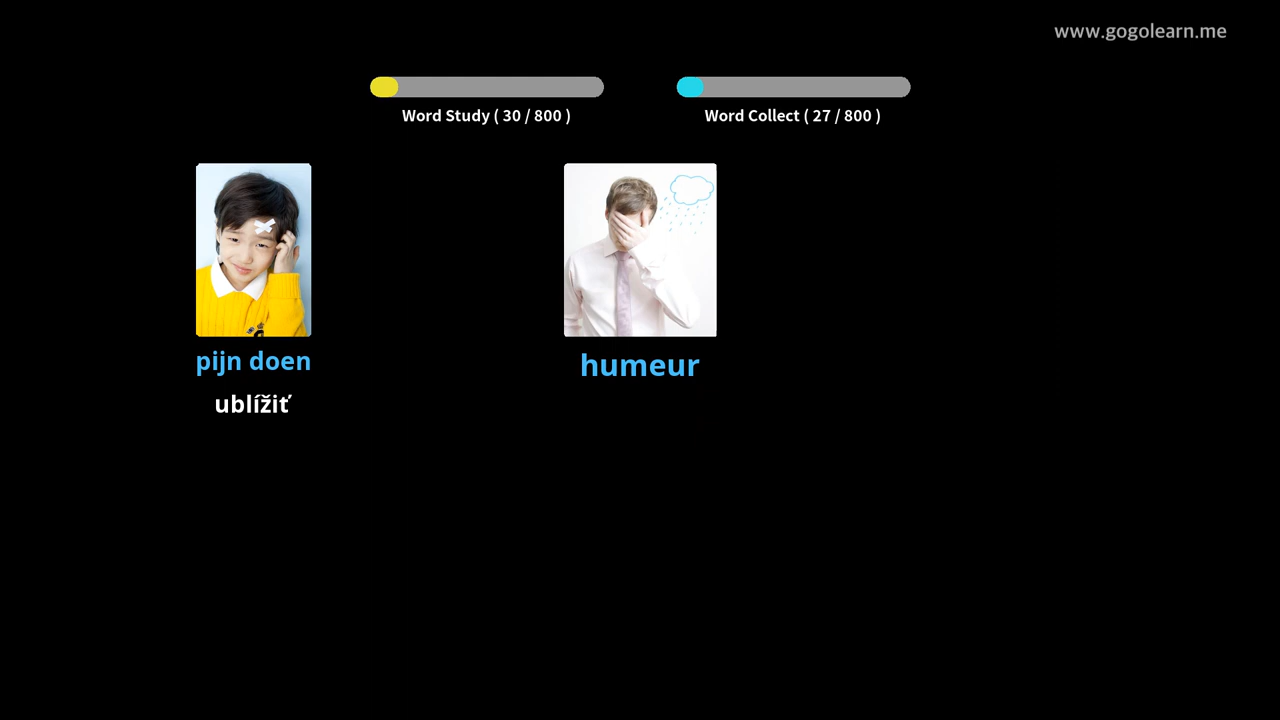 www.gogolearn.me
Word Study ( 30 / 800 )
Word Collect ( 27 / 800 )
pijn doen
ublížiť
humeur